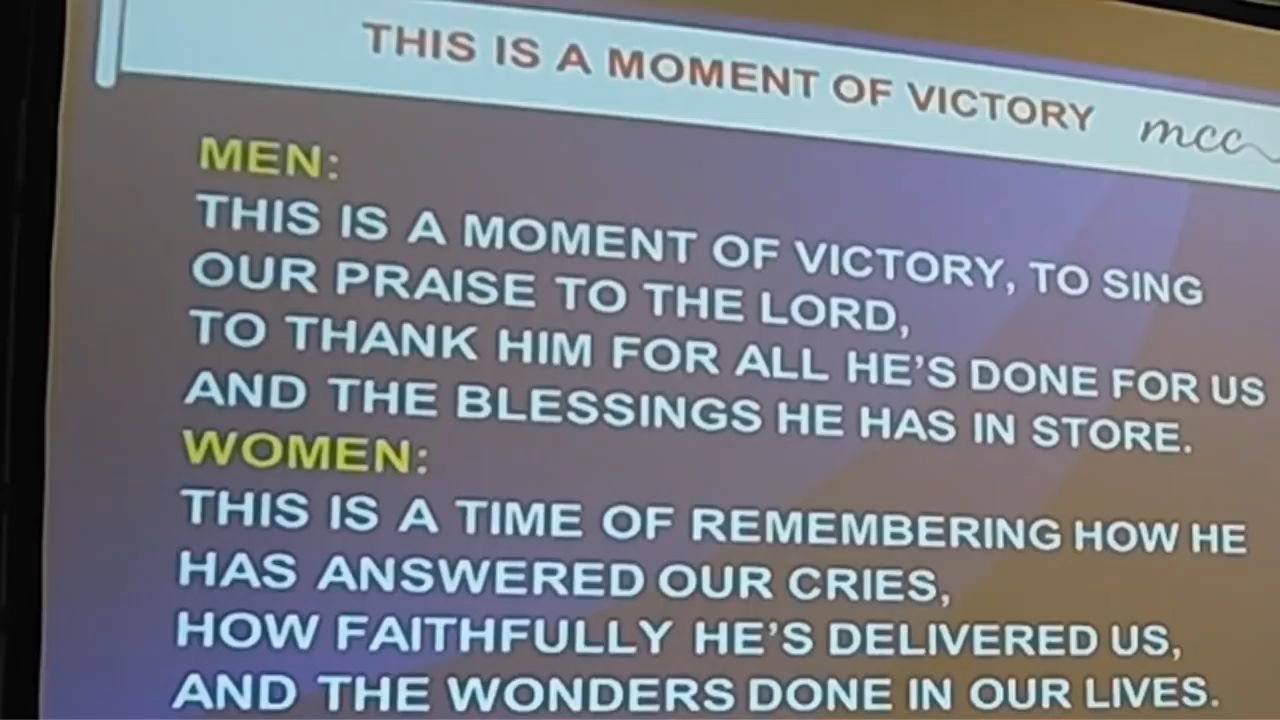 THIS IS A MOMENT OF VICTORY
mcc
MEN:
THIS IS A MOMENT OF VICTORY, TO SING
OUR PRAISE TO THE LORD,
TO THANK HIM FOR ALL HE'S DONE FOR US
AND THE BLESSINGS HE HAS IN STORE.
WOMEN:
THIS IS A TIME OF REMEMBERING HOW HE
HAS ANSWERED OUR CRIES,
HOW FAITHFULLY HE'S DELIVERED US,
AND THE WONDERS DONE IN OUR LIVES.